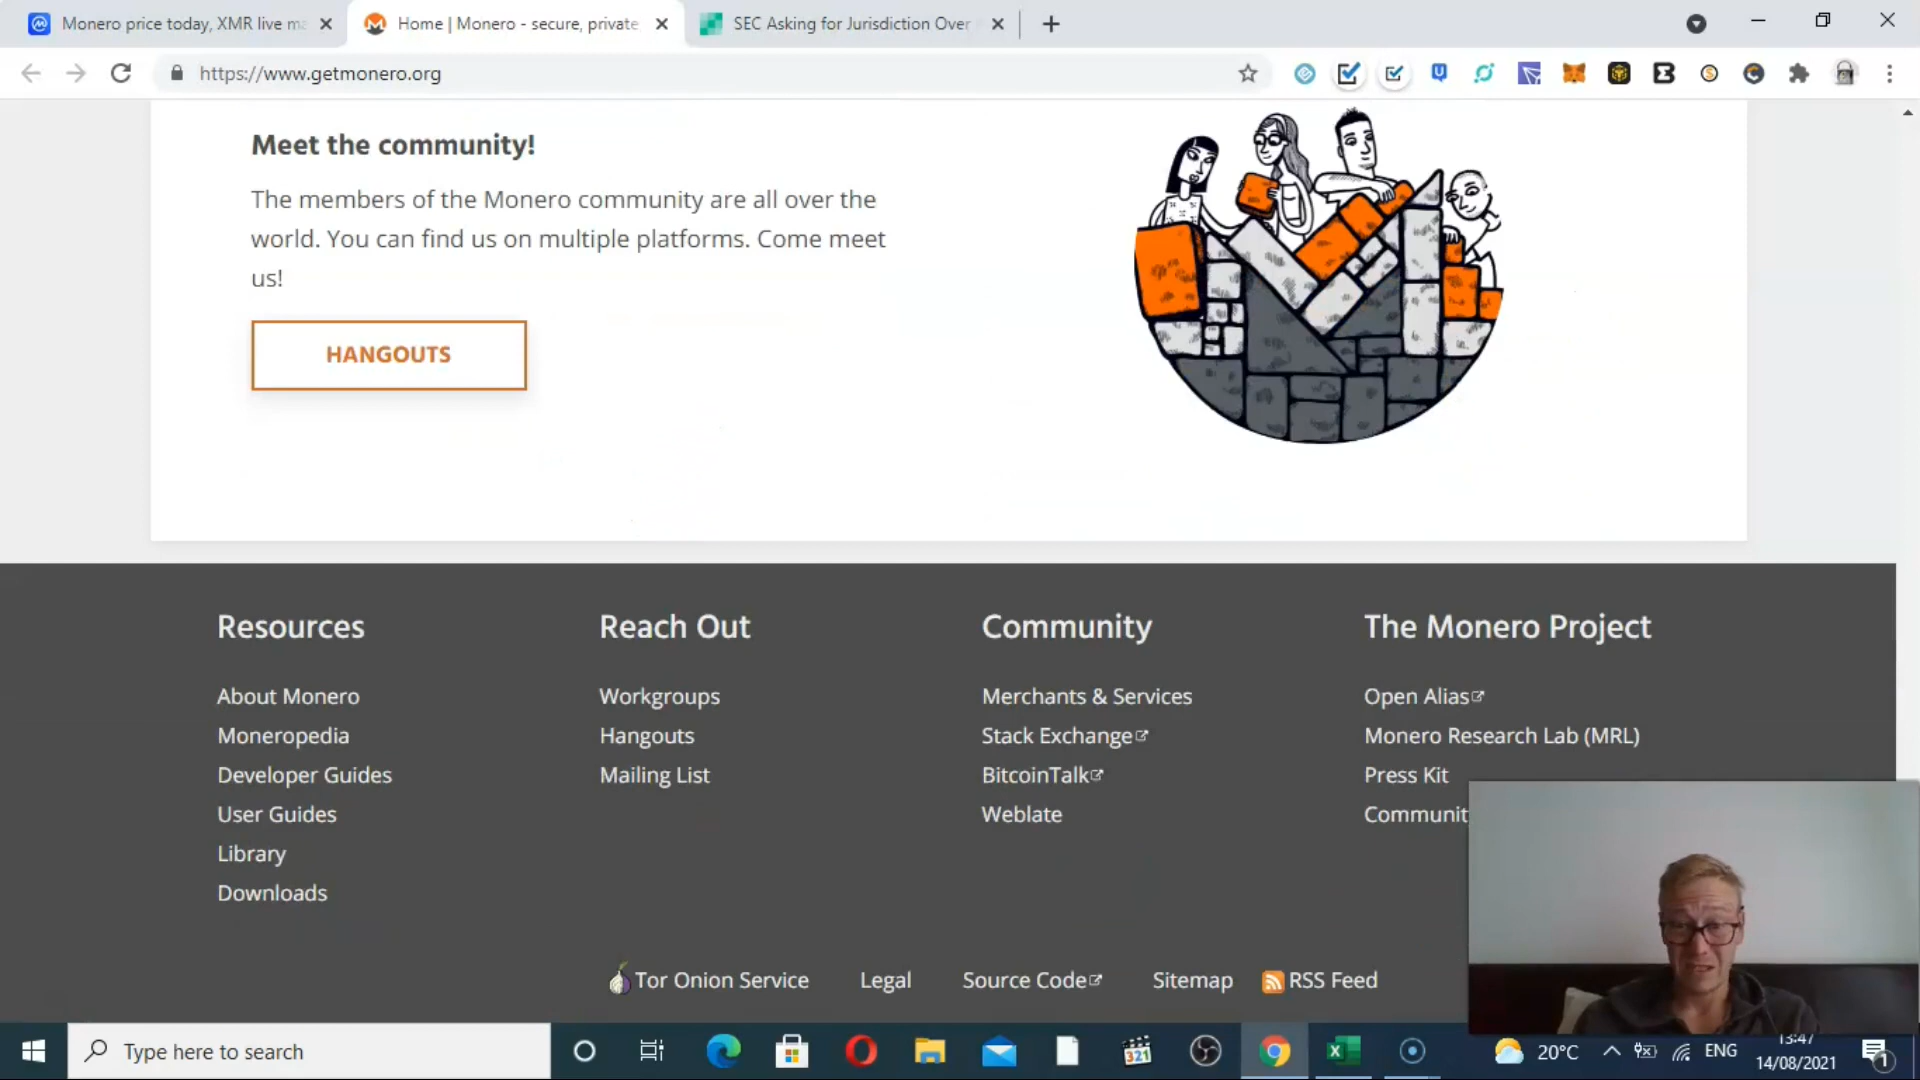 Monero price today, XMR live ma
Home | Monero - secure, private
SEC Asking for Jurisdiction Over
https://www.getmonero.org
Meet the community!
The members of the Monero community are all over the
world. You can find us on multiple platforms. Come meet
us!
HANGOUTS
Resources
About Monero
Moneropedia
Developer Guides
User Guides
Library
Downloads
Reach Out
Workgroups
Hangouts
Mailing List
Community
Merchants & Services
Stack Exchange
BitcoinTalk
Weblate
The Monero Project
Open Alias
Monero Research Lab (MRL)
Press Kit
Communit
Tor Onion Service
Legal
Source Code
Sitemap
RSS Feed
Type here to search
321
20°C
ENG
13:47
14/08/2021
1